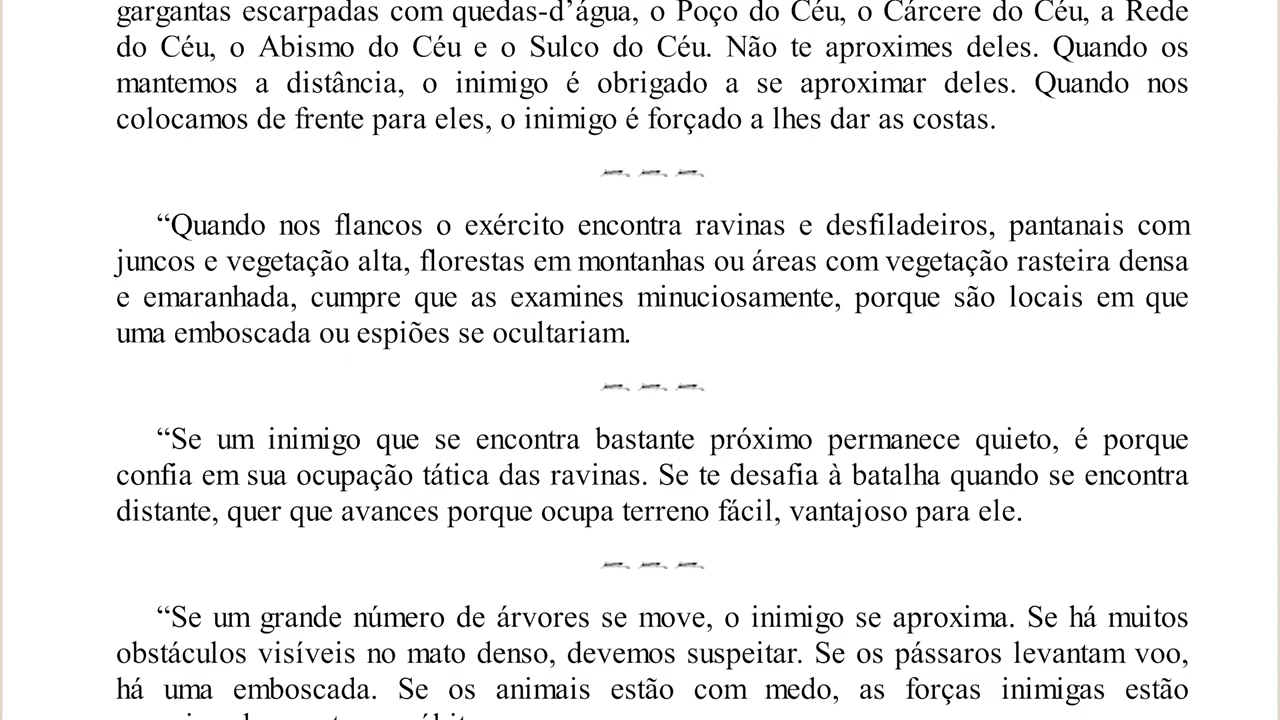 gargantas escarpadas com quedas-d’água, o Poço do Céu, o Cárcere do Céu, a Rede
do Céu, o Abismo do Céu e o Sulco do Céu. Não te aproximes deles. Quando os
mantemos a distância, o inimigo é obrigado a se aproximar deles. Quando nos
colocamos de frente para eles, o inimigo é forçado a lhes dar as costas.
“Quando nos flancos o exército encontra ravinas e desfiladeiros, pantanais com
juncos e vegetação alta, florestas em montanhas ou áreas com vegetação rasteira densa
e emaranhada, cumpre que as examines minuciosamente, porque são locais em que
uma emboscada ou espiões se ocultariam.
“Se um inimigo que se encontra bastante próximo permanece quieto, é porque
confia em sua ocupação tática das ravinas. Se te desafia à batalha quando se encontra
distante, quer que avances porque ocupa terreno fácil, vantajoso para ele.
“Se um grande número de árvores se move, o inimigo se aproxima. Se há muitos
obstáculos visíveis no mato denso, devemos suspeitar. Se os pássaros levantam voo,
há uma emboscada. Se os animais estão com medo, as forças inimigas estão